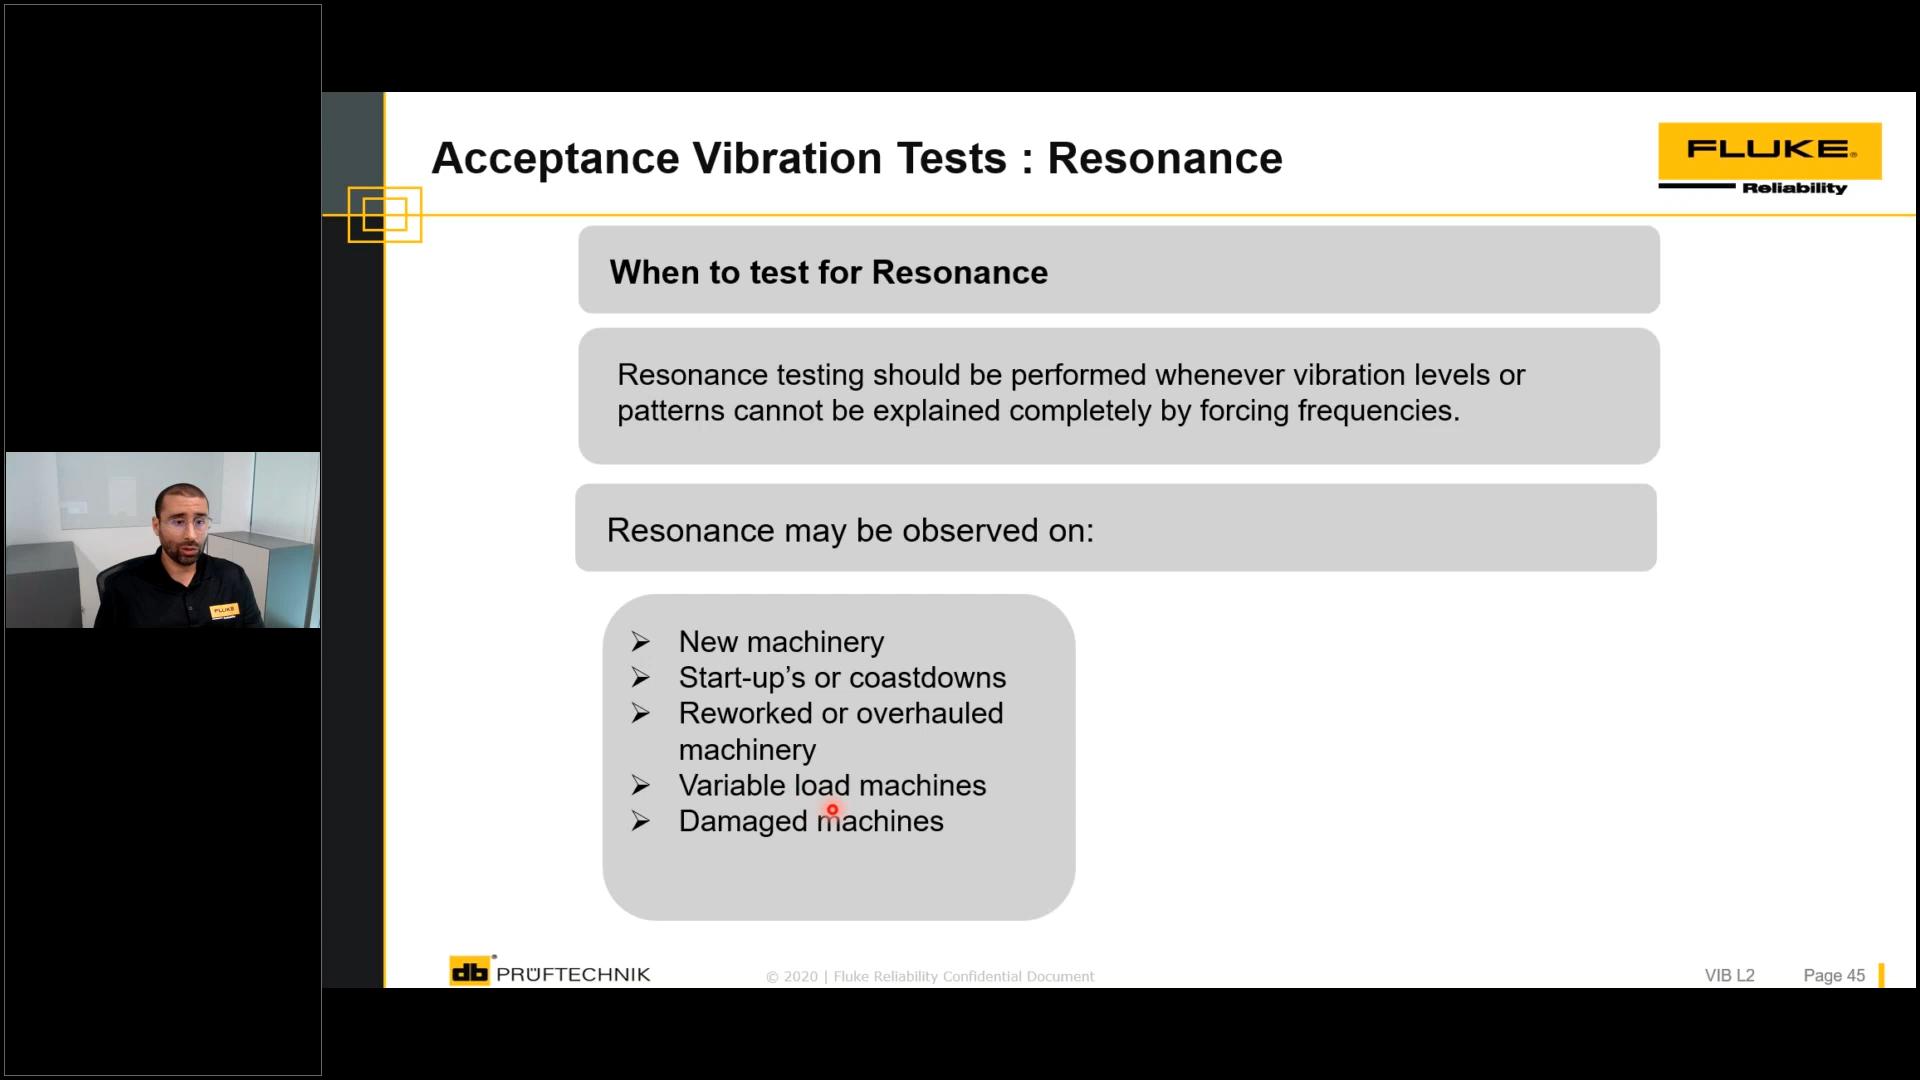 Acceptance Vibration Tests : Resonance
FLUKE®
Reliability
When to test for Resonance
Resonance testing should be performed whenever vibration levels or
patterns cannot be explained completely by forcing frequencies.
Resonance may be observed on:
➢ New machinery
➢ Start-up’s or coastdowns
➢ Reworked or overhauled
machinery
➢ Variable load machines
➢ Damaged machines
FLUKE
db® PRÜFTECHNIK
© 2020 | Fluke Reliability Confidential Document
VIB L2
Page 45